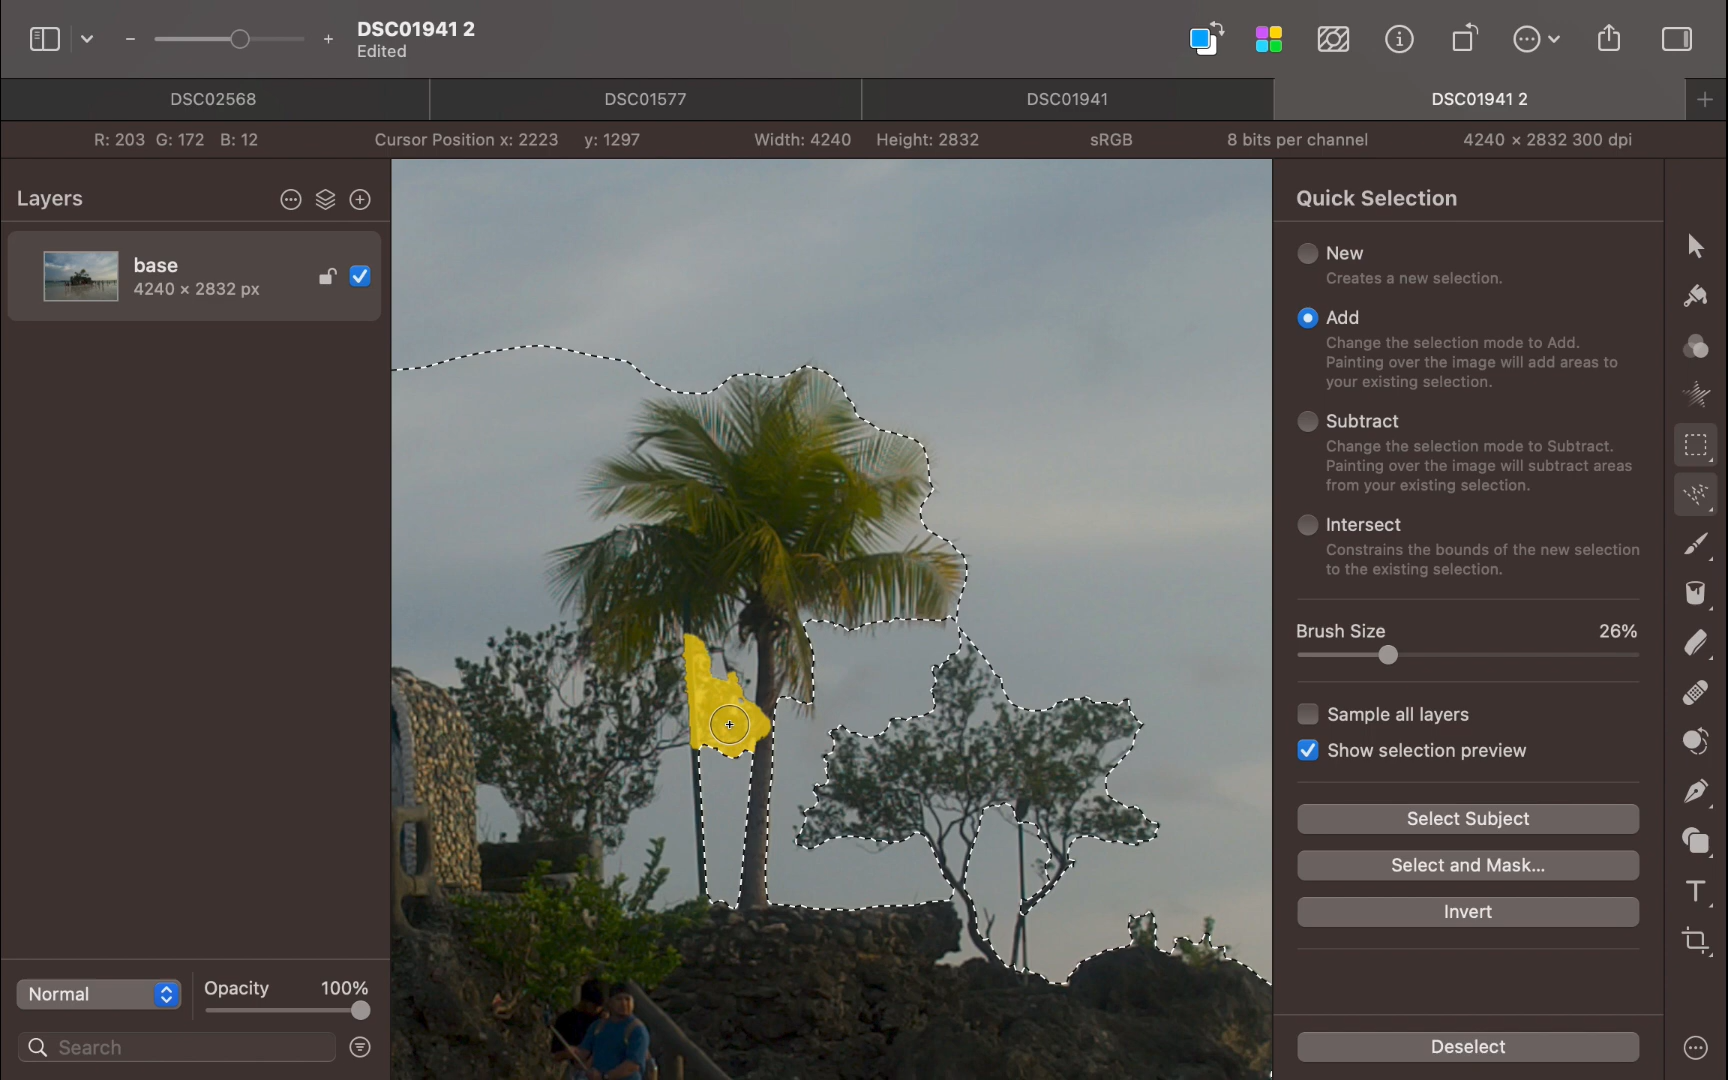 DSC01941 2
Edited
DSC02568
DSC01577
DSC01941
DSC01941 2
R: 203 G: 172 B: 12
Cursor Position x: 2223 y: 1297
Width: 4240 Height: 2832
sRGB
8 bits per channel
4240 × 2832 300 dpi
Layers
base
4240 × 2832 px
Normal
Opacity 100%
Search
Quick Selection
New
Creates a new selection.
Add
Change the selection mode to Add.
Painting over the image will add areas to
your existing selection.
Subtract
Change the selection mode to Subtract.
Painting over the image will subtract areas
from your existing selection.
Intersect
Constrains the bounds of the new selection
to the existing selection.
Brush Size 26%
Sample all layers
Show selection preview
Select Subject
Select and Mask...
Invert
Deselect